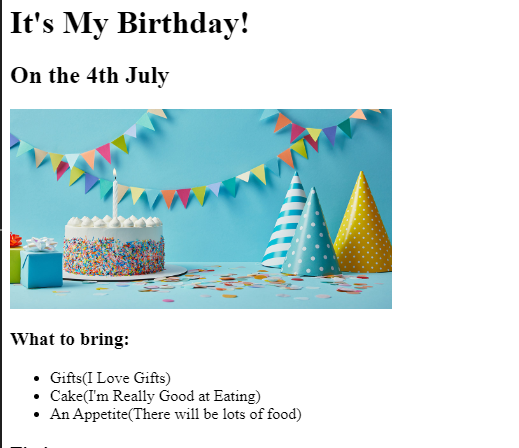 It's My Birthday!
On the 4th July
What to bring:
Gifts(I Love Gifts)
Cake(I'm Really Good at Eating)
An Appetite(There will be lots of food)